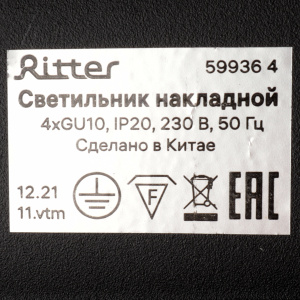 Ritter 59936 4
Светильник накладной
4xGU10, IP20, 230 В, 50 Гц
Сделано в Китае
12.21
11.vtm
F
EAC